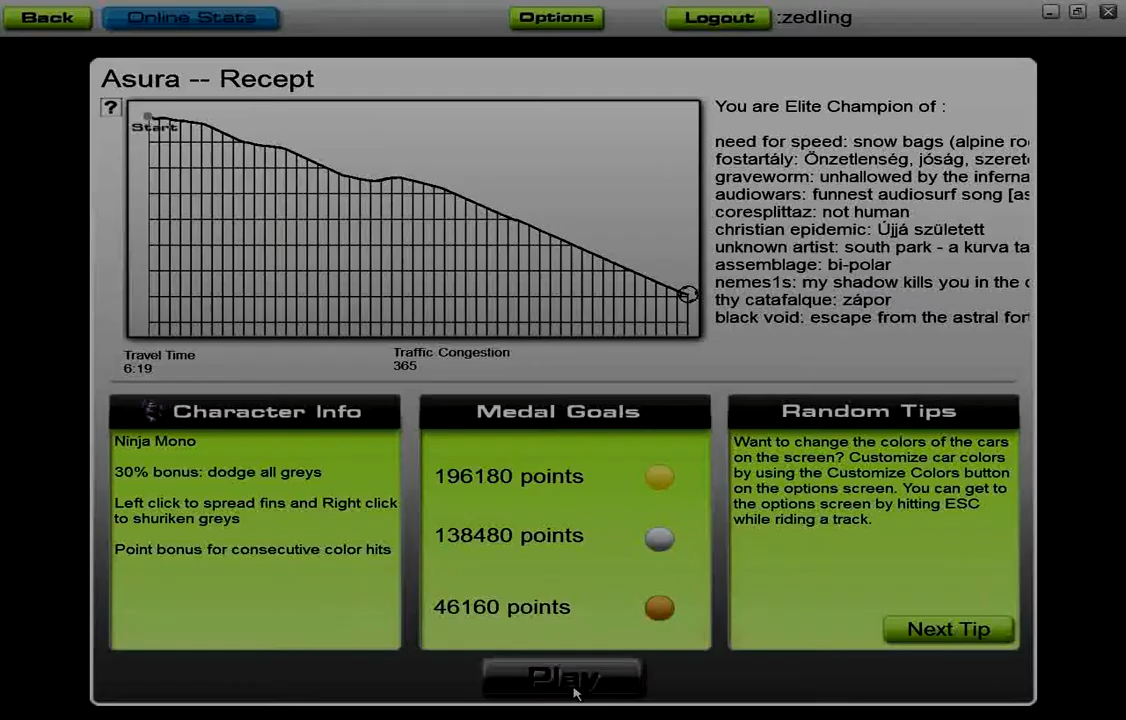 Back
Online Stats
Options
Logout
:zedling
Asura -- Recept
?
Start
You are Elite Champion of :
need for speed: snow bags (alpine ro
fostartály: Önzetlenség, jóság, szerete
graveworm: unhallowed by the inferna
audiowars: funnest audiosurf song [as
coresplittaz: not human
christian epidemic: Újjá született
unknown artist: south park - a kurva ta
assemblage: bi-polar
nemes1s: my shadow kills you in the c
thy catafalque: zápor
black void: escape from the astral fort
Travel Time
6:19
Traffic Congestion
365
Character Info
Ninja Mono
30% bonus: dodge all greys
Left click to spread fins and Right click
to shuriken greys
Point bonus for consecutive color hits
Medal Goals
196180 points
138480 points
46160 points
Random Tips
Want to change the colors of the cars
on the screen? Customize car colors
by using the Customize Colors button
on the options screen. You can get to
the options screen by hitting ESC
while riding a track.
Next Tip
Play